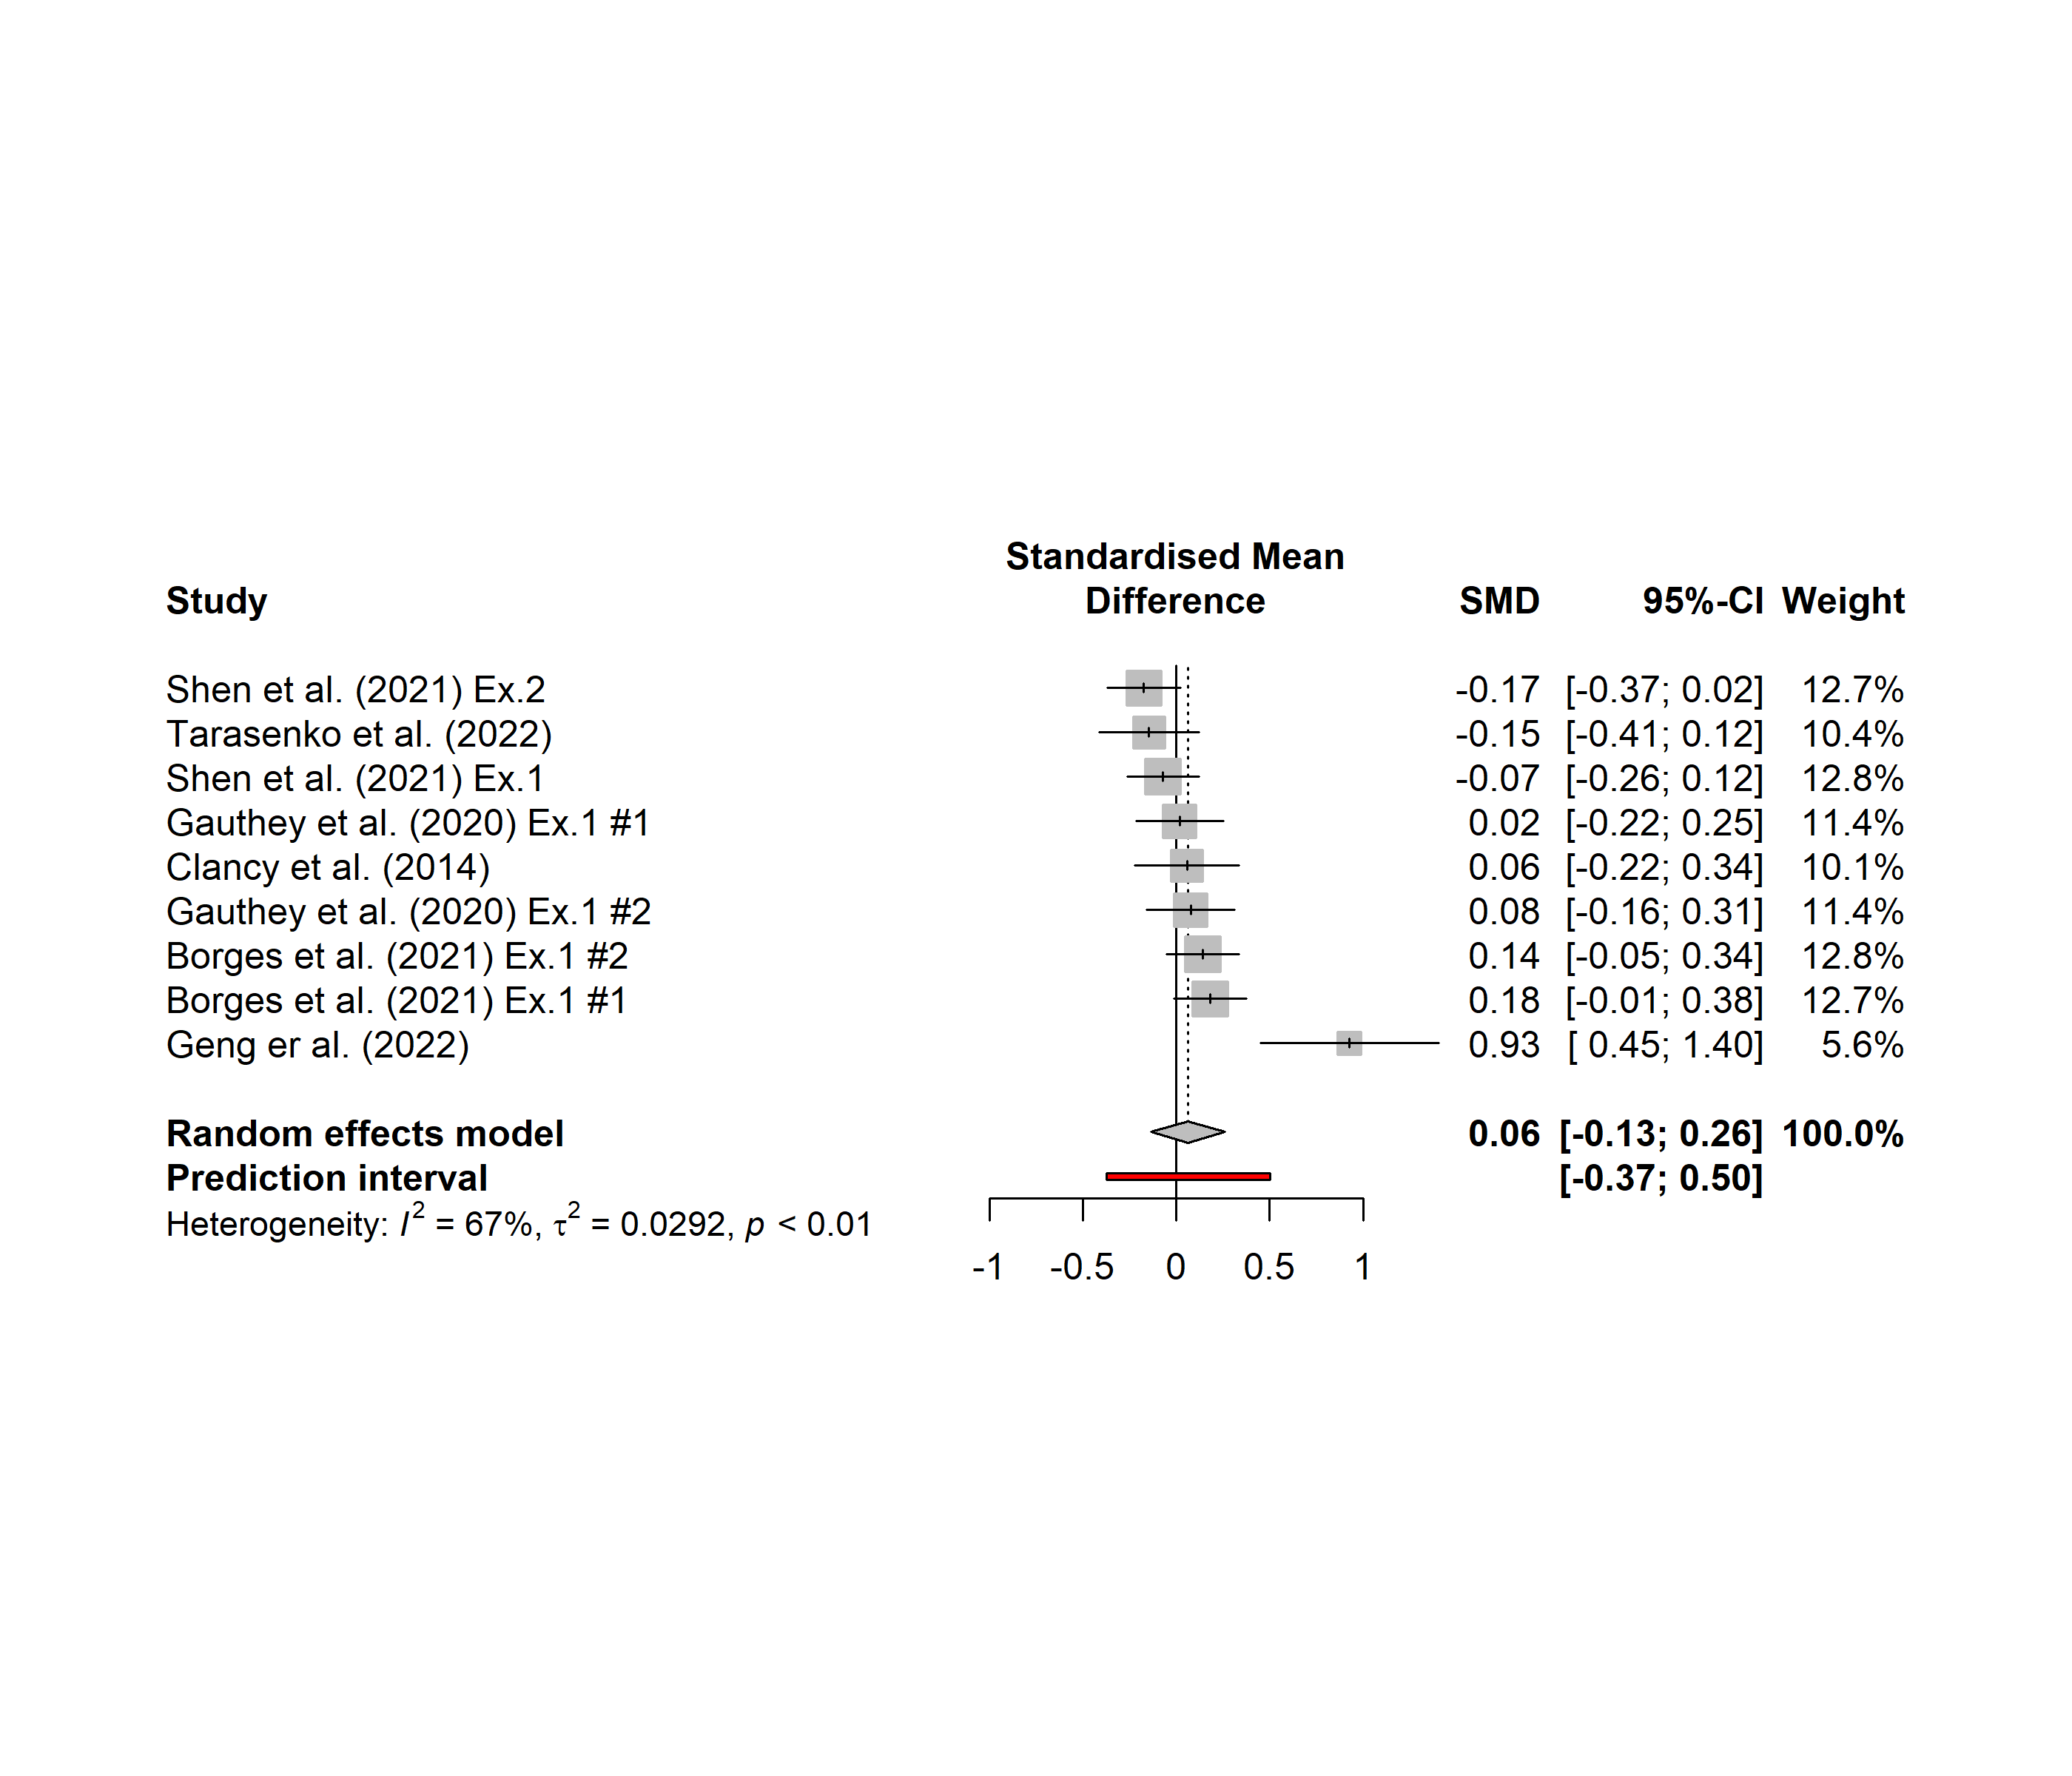 Standardised Mean
Study Difference SMD 95%-CI Weight
Shen et al. (2021) Ex.2 -0.17 [-0.37; 0.02] 12.7%
Tarasenko et al. (2022) -0.15 [-0.41; 0.12] 10.4%
Shen et al. (2021) Ex.1 -0.07 [-0.26; 0.12] 12.8%
Gauthey et al. (2020) Ex.1 #1 0.02 [-0.22; 0.25] 11.4%
Clancy et al. (2014) 0.06 [-0.22; 0.34] 10.1%
Gauthey et al. (2020) Ex.1 #2 0.08 [-0.16; 0.31] 11.4%
Borges et al. (2021) Ex.1 #2 0.14 [-0.05; 0.34] 12.8%
Borges et al. (2021) Ex.1 #1 0.18 [-0.01; 0.38] 12.7%
Geng er al. (2022) 0.93 [ 0.45; 1.40] 5.6%
Random effects model 0.06 [-0.13; 0.26] 100.0%
Prediction interval [-0.37; 0.50]
Heterogeneity: I² = 67%, τ² = 0.0292, p < 0.01
-1 -0.5 0 0.5 1